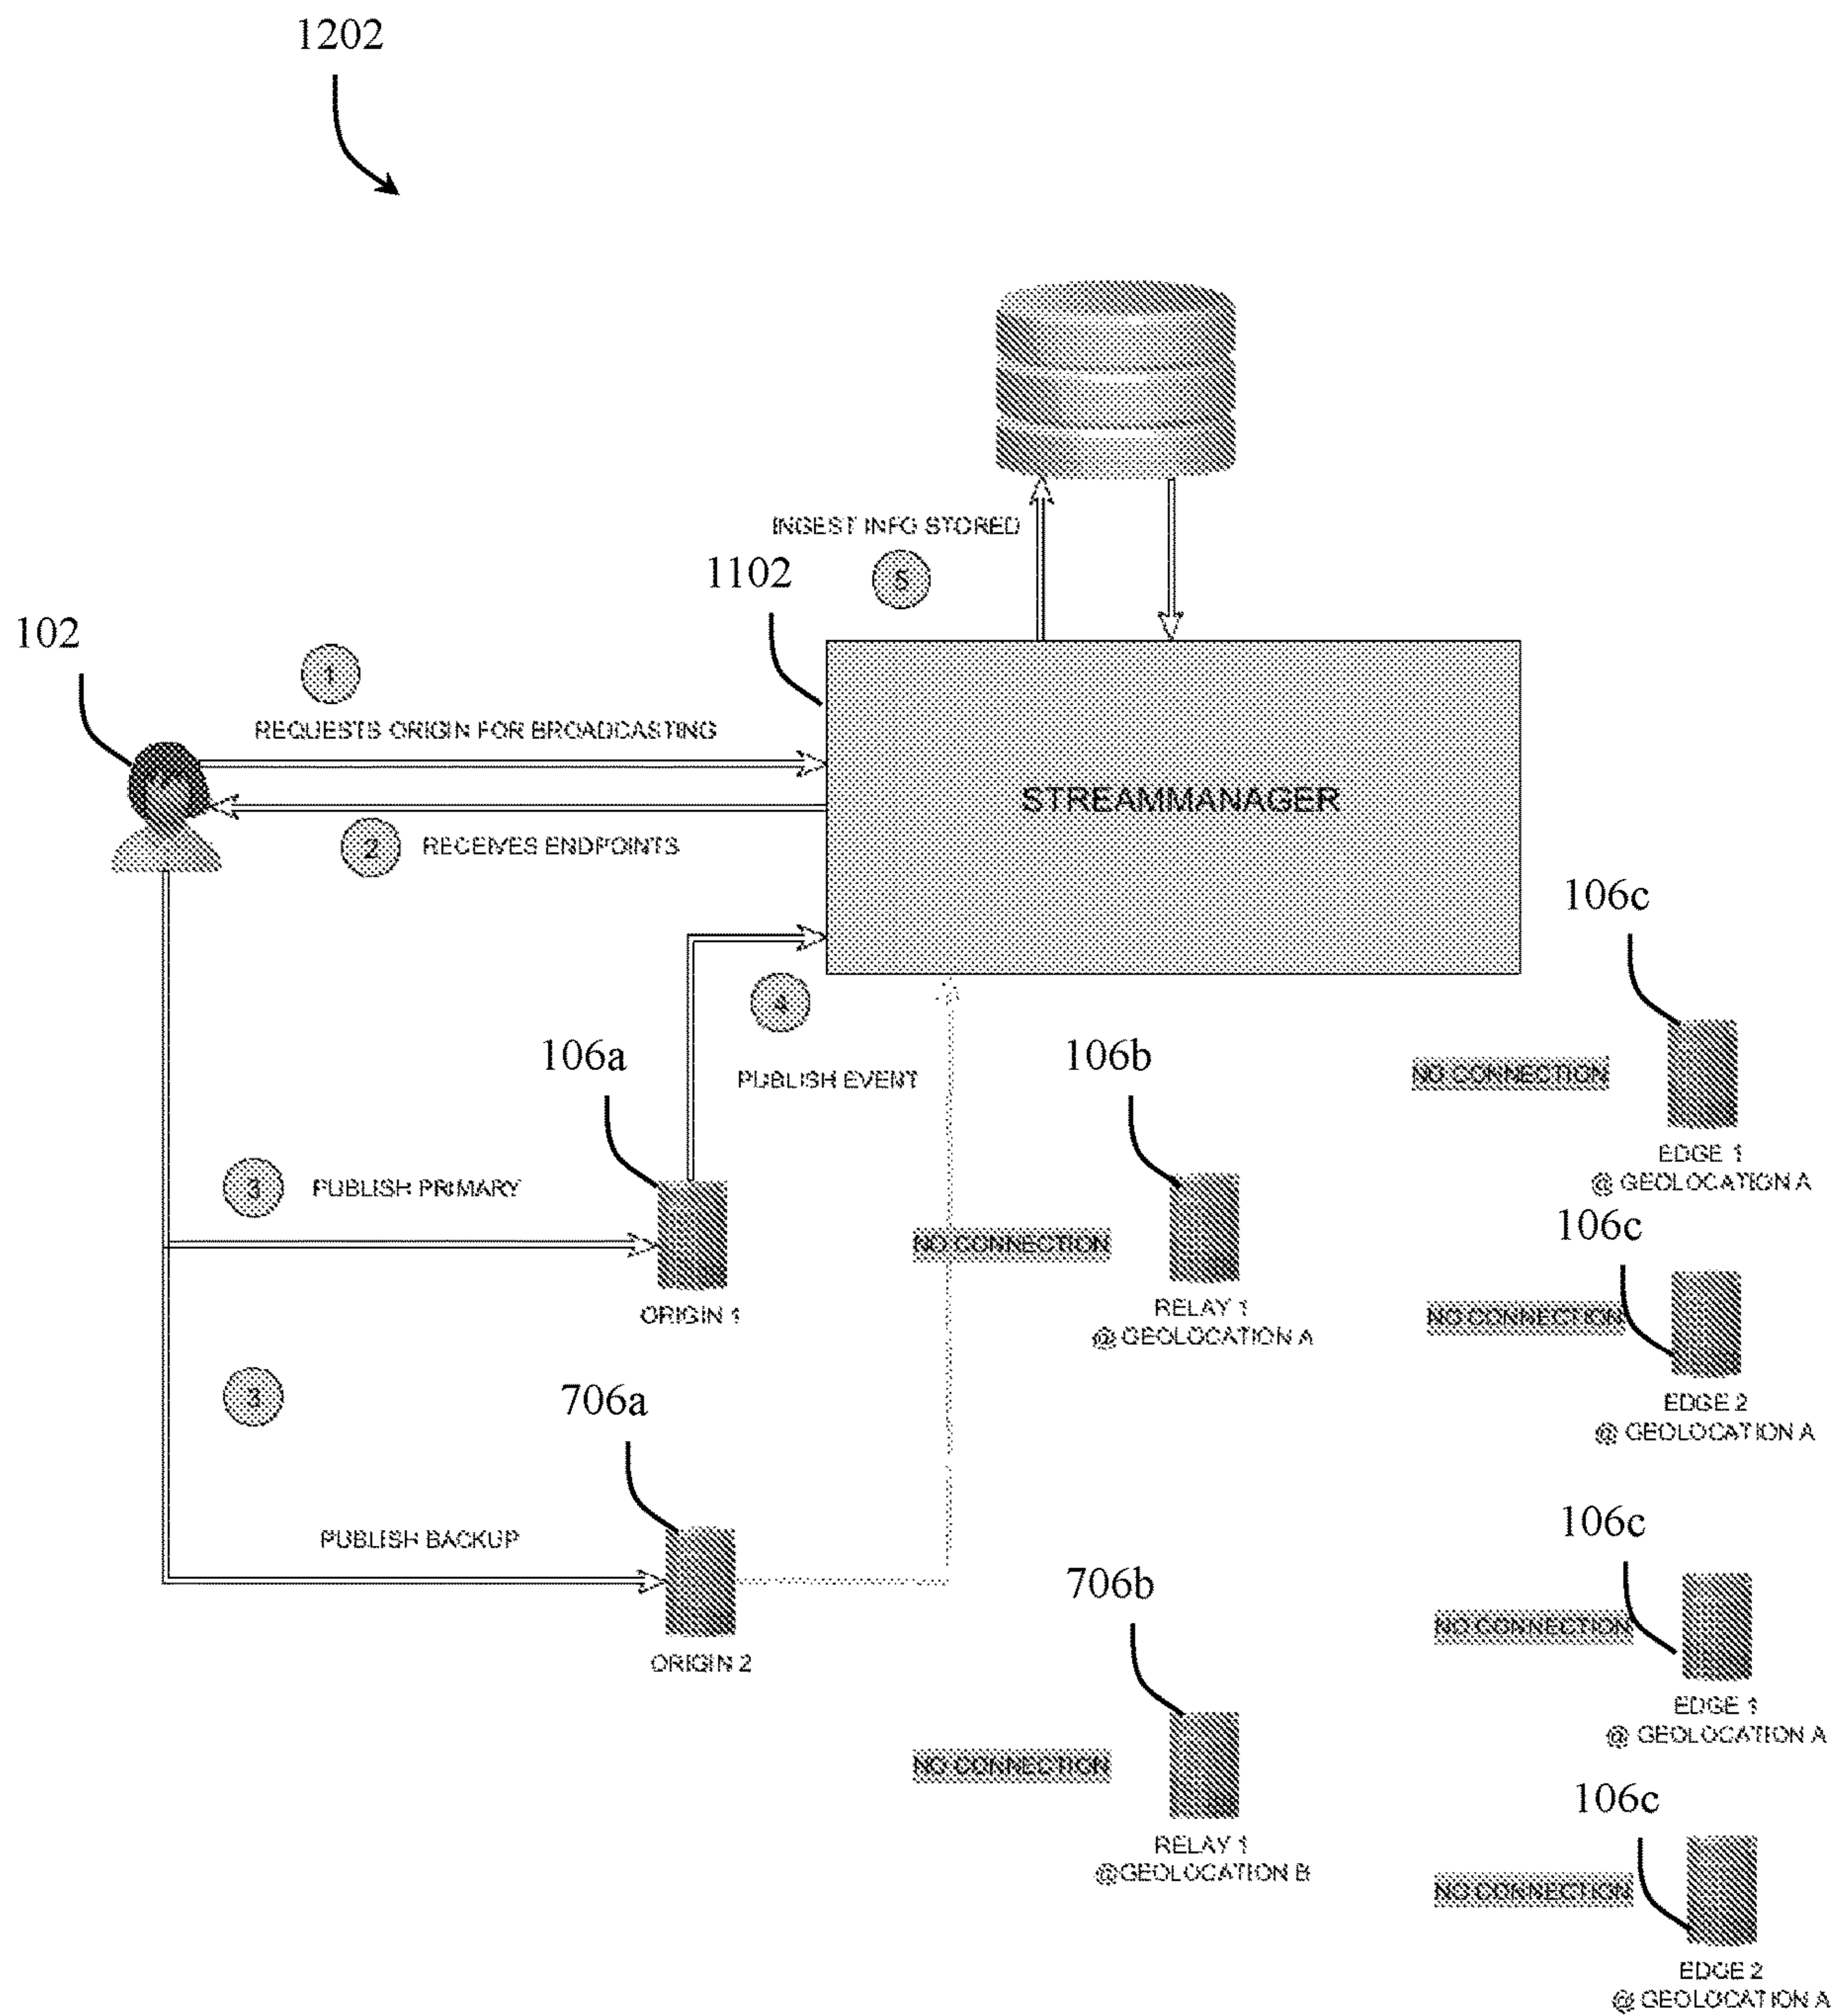 1202
INGEST INFO STORED
5
1102
102
1
REQUESTS ORIGIN FOR BROADCASTING
STREAMMANAGER
2
RECEIVES ENDPOINTS
106c
4
106a
PUBLISH EVENT
106b
NO CONNECTION
EDGE 1
@ GEOLOCATION A
3
PUBLISH PRIMARY
106c
NO CONNECTION
ORIGIN 1
RELAY 1
@ GEOLOCATION A
NO CONNECTION
EDGE 2
@ GEOLOCATION A
3
706a
106c
PUBLISH BACKUP
706b
NO CONNECTION
ORIGIN 2
EDGE 1
@ GEOLOCATION A
NO CONNECTION
106c
RELAY 1
@GEOLOCATION B
NO CONNECTION
EDGE 2
@ GEOLOCATION A